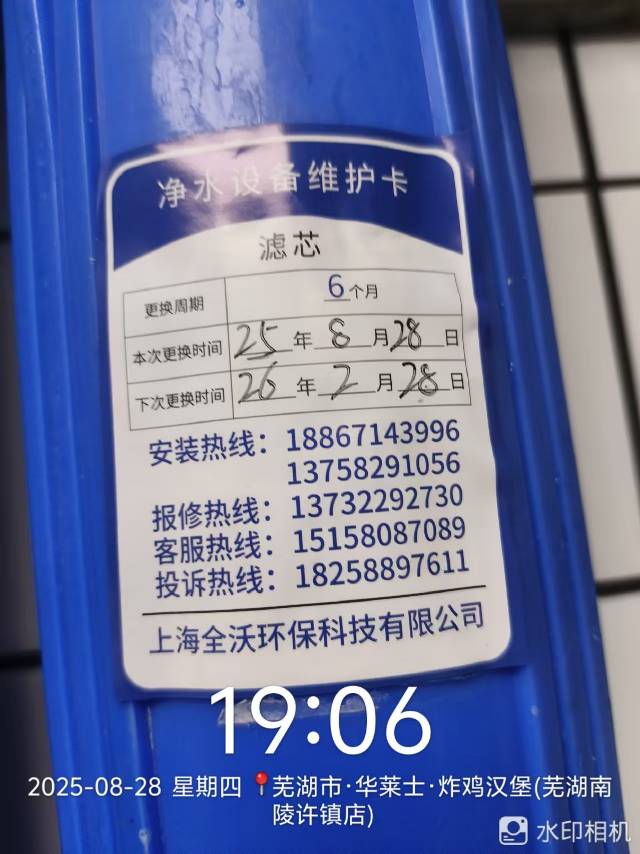 净水设备维护卡
滤芯
更换周期 6个月
本次更换时间 25年8月28日
下次更换时间 26年2月28日
安装热线：18867143996
13758291056
报修热线：13732292730
客服热线：15158087089
投诉热线：18258897611
上海全沃环保科技有限公司
19:06
2025-08-28 星期四 芜湖市·华莱士·炸鸡汉堡(芜湖南
陵许镇店)
水印相机